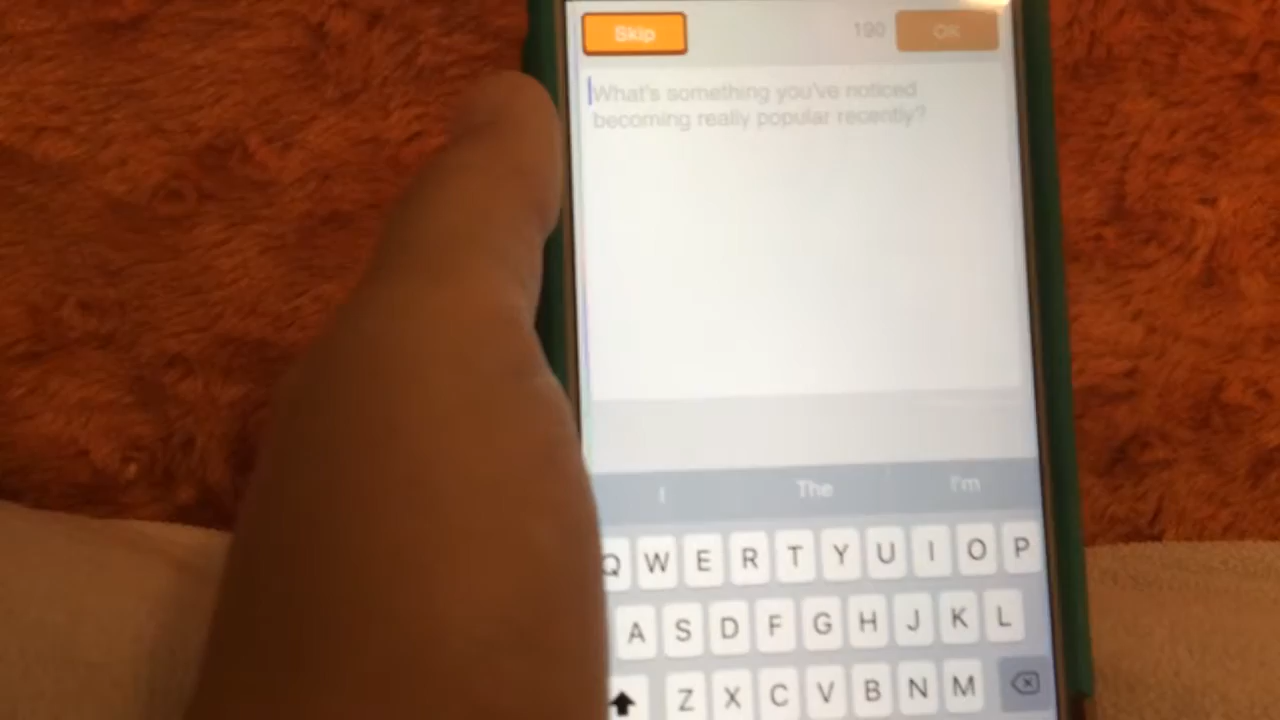 Skip 190 OK
What's something you've noticed
becoming really popular recently?
I The I'm
Q W E R T Y U I O P
A S D F G H J K L
Z X C V B N M